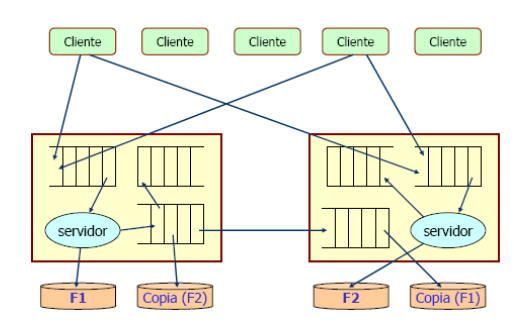 Cliente
Cliente
Cliente
Cliente
Cliente
servidor
servidor
F1
Copia (F2)
F2
Copia (F1)